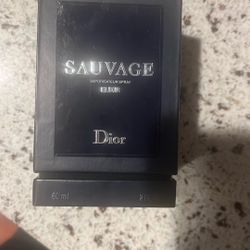 SAUVAGE
ELIXIR
Dior
60 ml